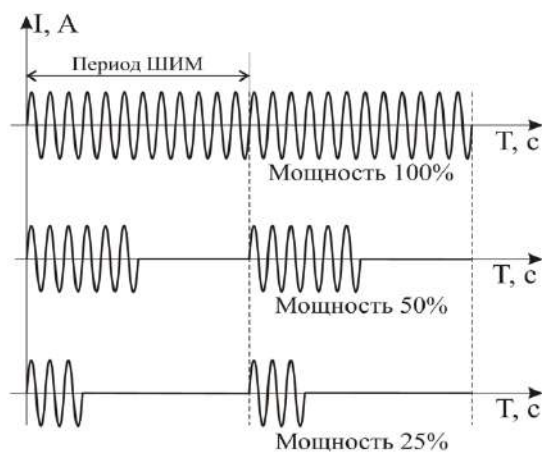 I, А
Период ШИМ
Т, с
Мощность 100%
Т, с
Мощность 50%
Т, с
Мощность 25%